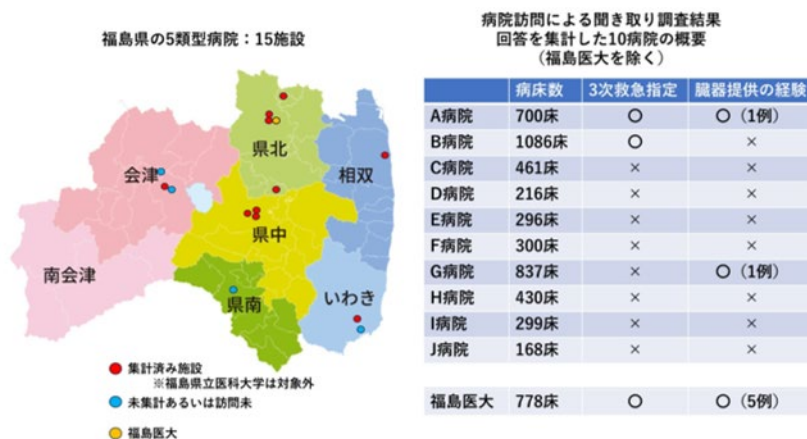 福島県の5類型病院：15施設
県北
会津
相双
県中
南会津
県南
いわき
集計済み施設
※福島県立医科大学は対象外
未集計あるいは訪問未
福島医大
病院訪問による聞き取り調査結果
回答を集計した10病院の概要
（福島医大を除く）
病床数 3次救急指定 臓器提供の経験
A病院 700床 〇 〇（1例）
B病院 1086床 〇 ×
C病院 461床 × ×
D病院 216床 × ×
E病院 296床 × ×
F病院 300床 × ×
G病院 837床 × 〇（1例）
H病院 430床 × ×
I病院 299床 × ×
J病院 168床 × ×
福島医大 778床 〇 〇（5例）